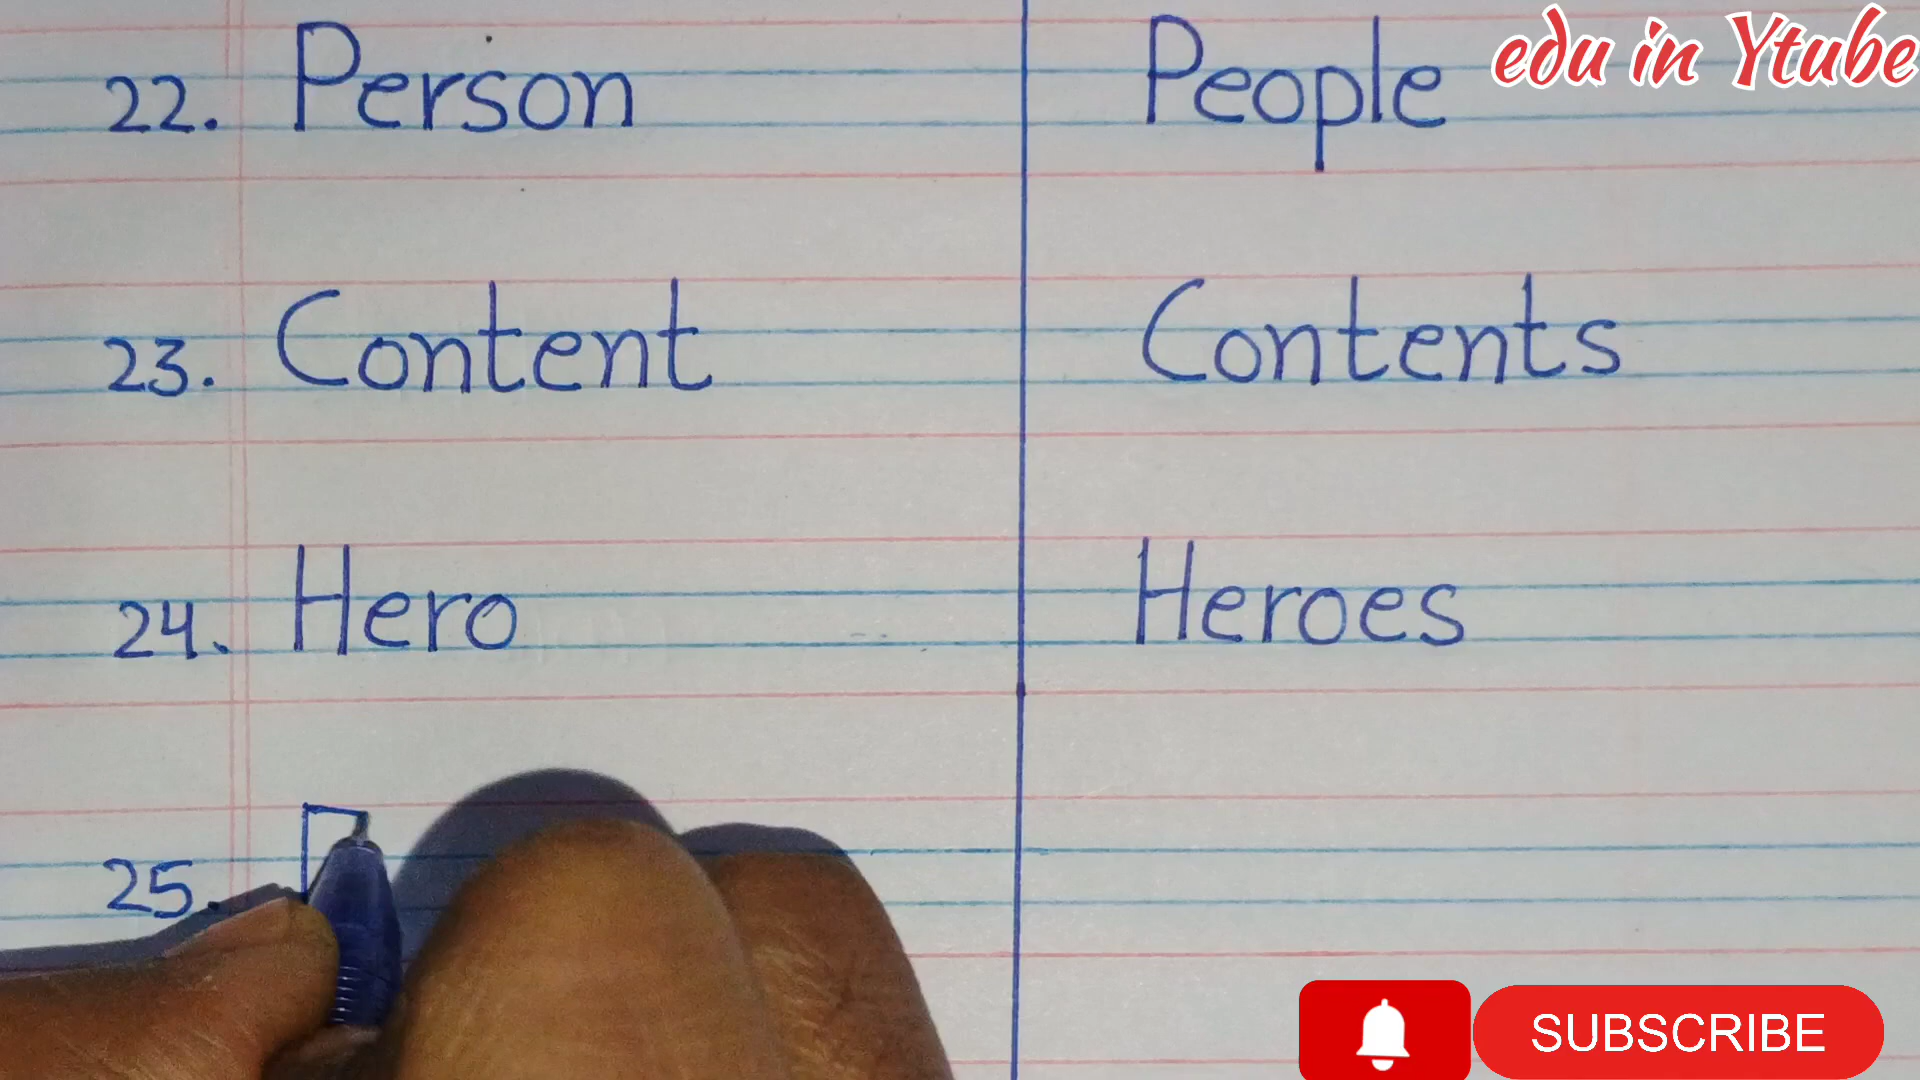 edu in Ytube
22. Person People
23. Content Contents
24. Hero Heroes
25.
SUBSCRIBE